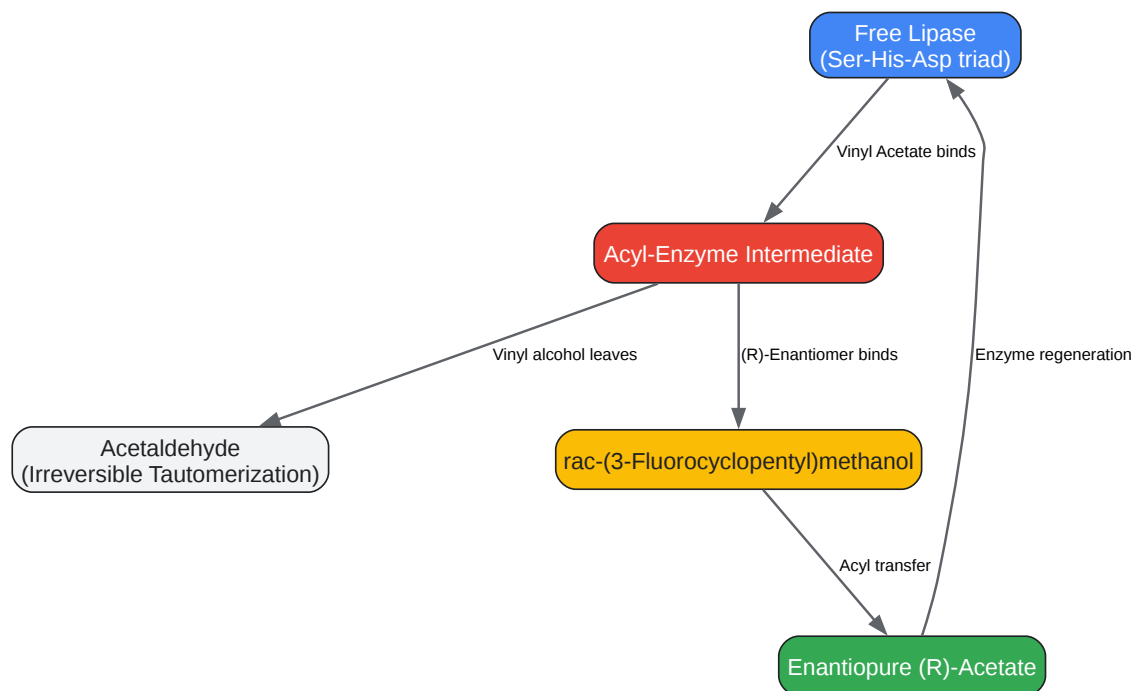 Free Lipase
(Ser-His-Asp triad)
Vinyl Acetate binds
Acyl-Enzyme Intermediate
Vinyl alcohol leaves
(R)-Enantiomer binds
Enzyme regeneration
Acetaldehyde
(Irreversible Tautomerization)
rac-(3-Fluorocyclopentyl)methanol
Acyl transfer
Enantiopure (R)-Acetate